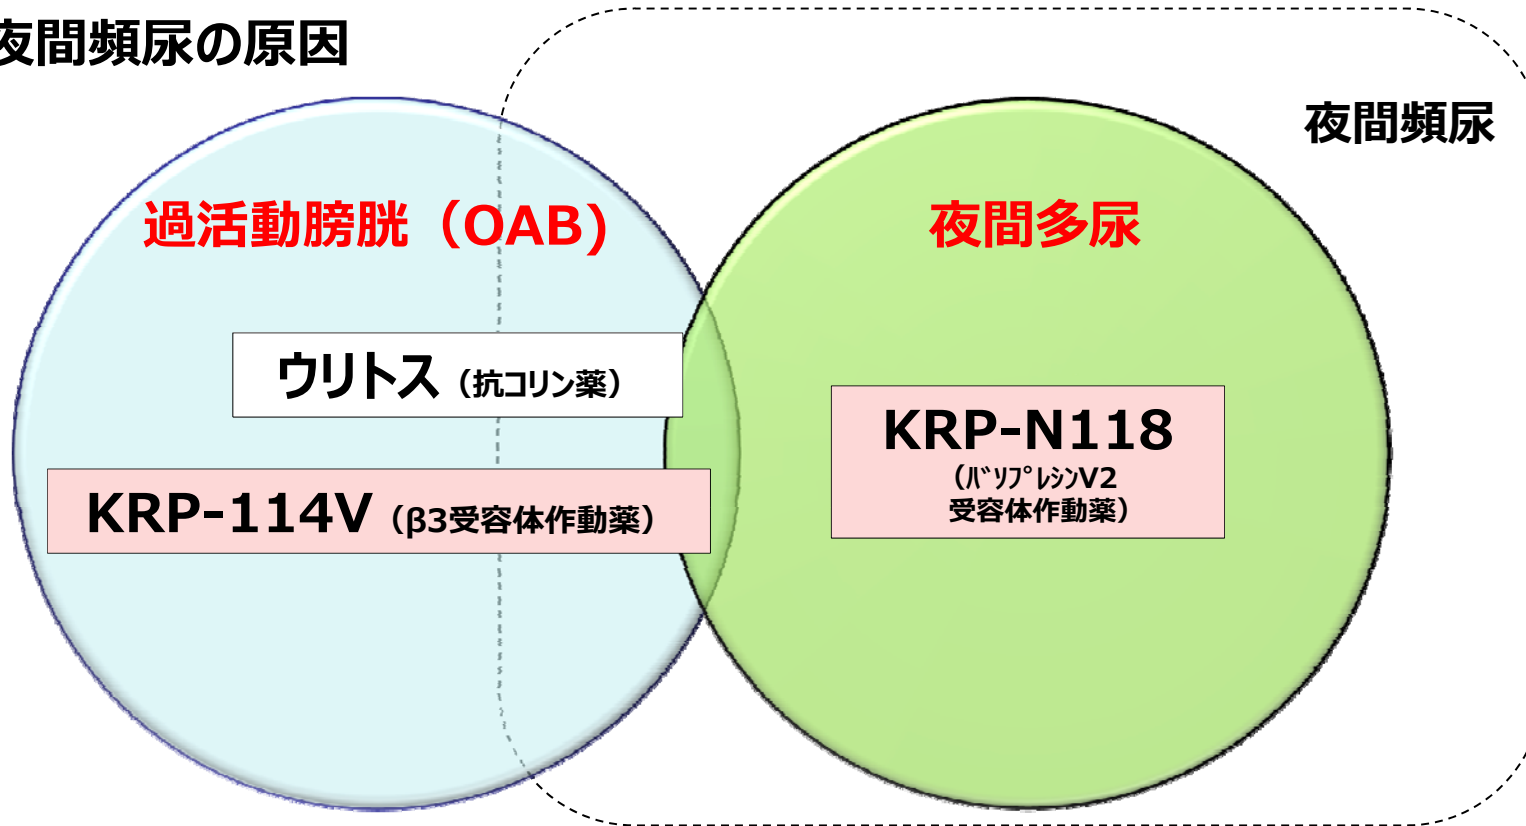 夜間頻尿の原因
夜間頻尿
過活動膀胱（OAB)
夜間多尿
ウリトス（抗コリン薬）
KRP-114V（β3受容体作動薬）
KRP-N118
（ﾊﾞｿﾌﾟﾚｼﾝV2
受容体作動薬）